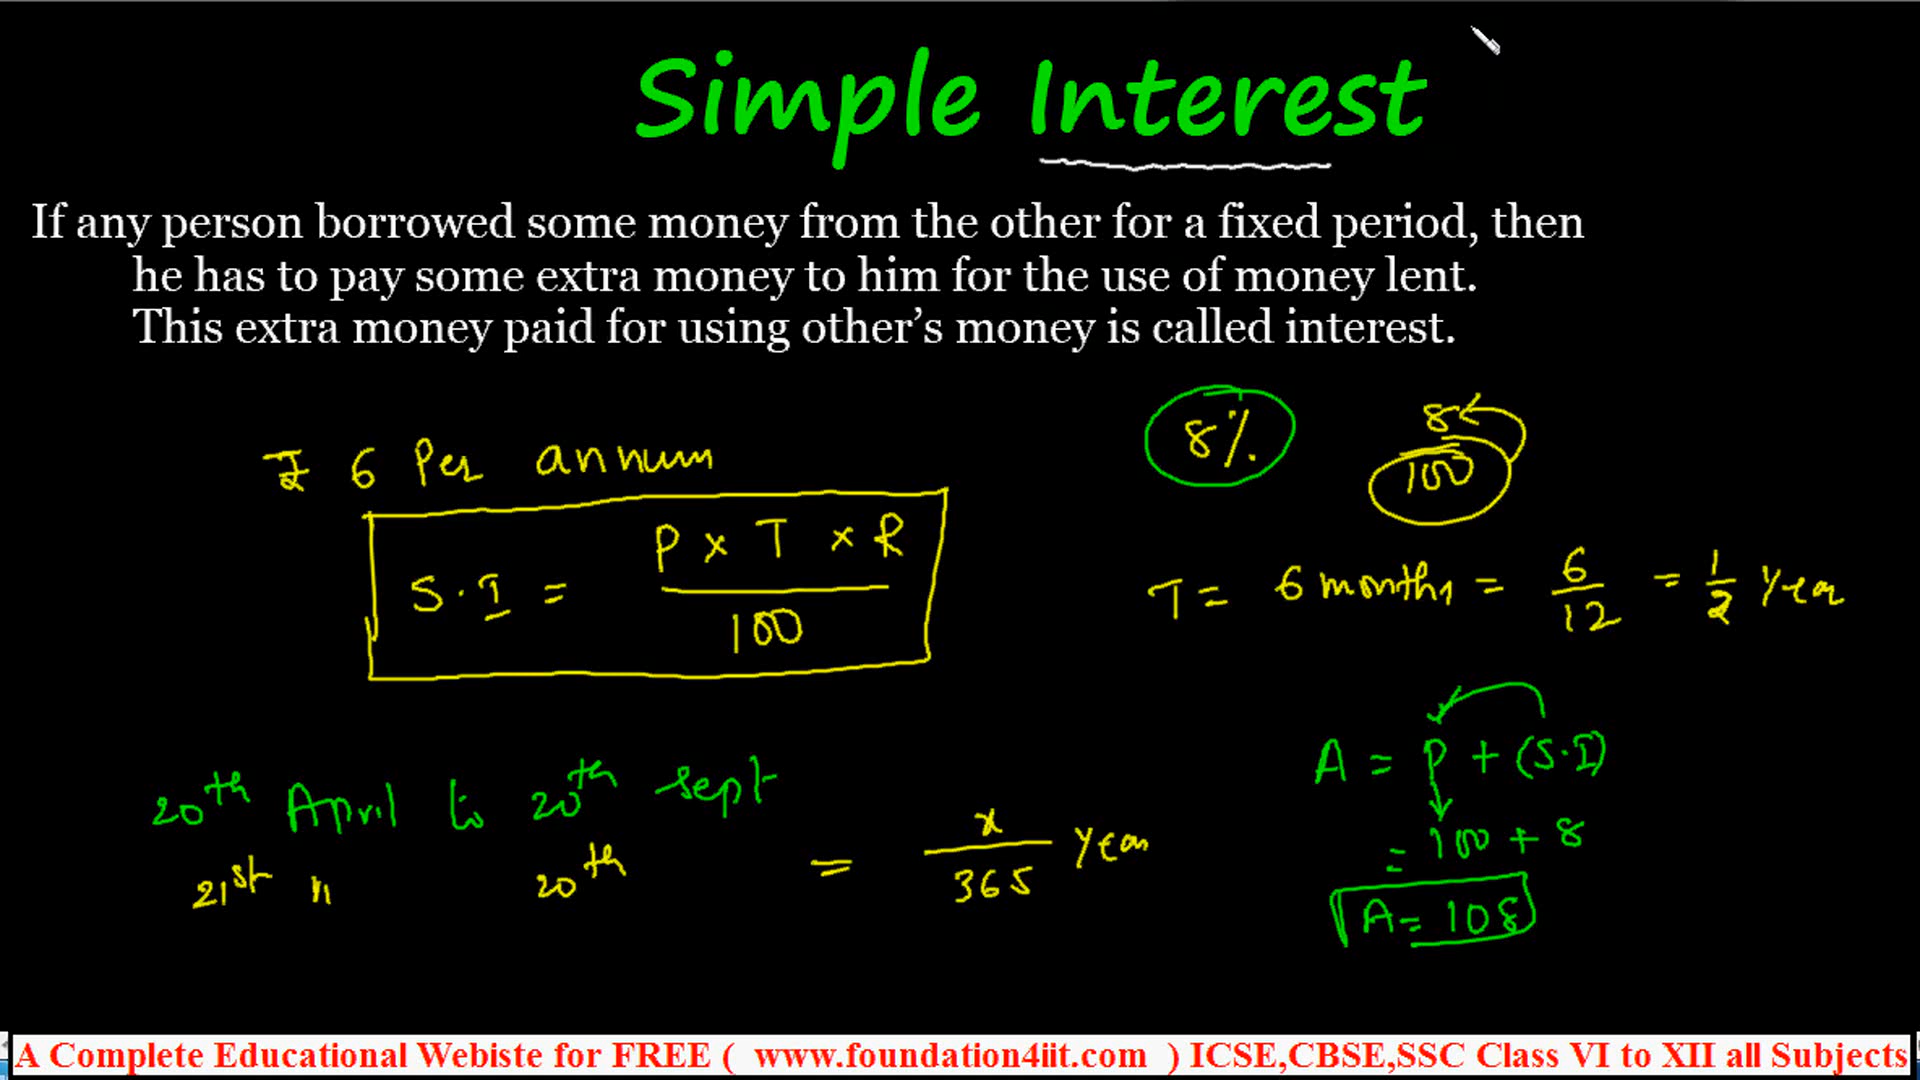 Simple Interest
If any person borrowed some money from the other for a fixed period, then
he has to pay some extra money to him for the use of money lent.
This extra money paid for using other's money is called interest.
₹ 6 Per annum
S.I = P × T × R / 100
8%
8
100
T = 6 months = 6/12 = 1/2 Year
A = P + (S.I)
= 100 + 8
A = 108
20th April to 20th sept
21st 20th = x/365 Year
A Complete Educational Webiste for FREE ( www.foundation4iit.com ) ICSE,CBSE,SSC Class VI to XII all Subjects